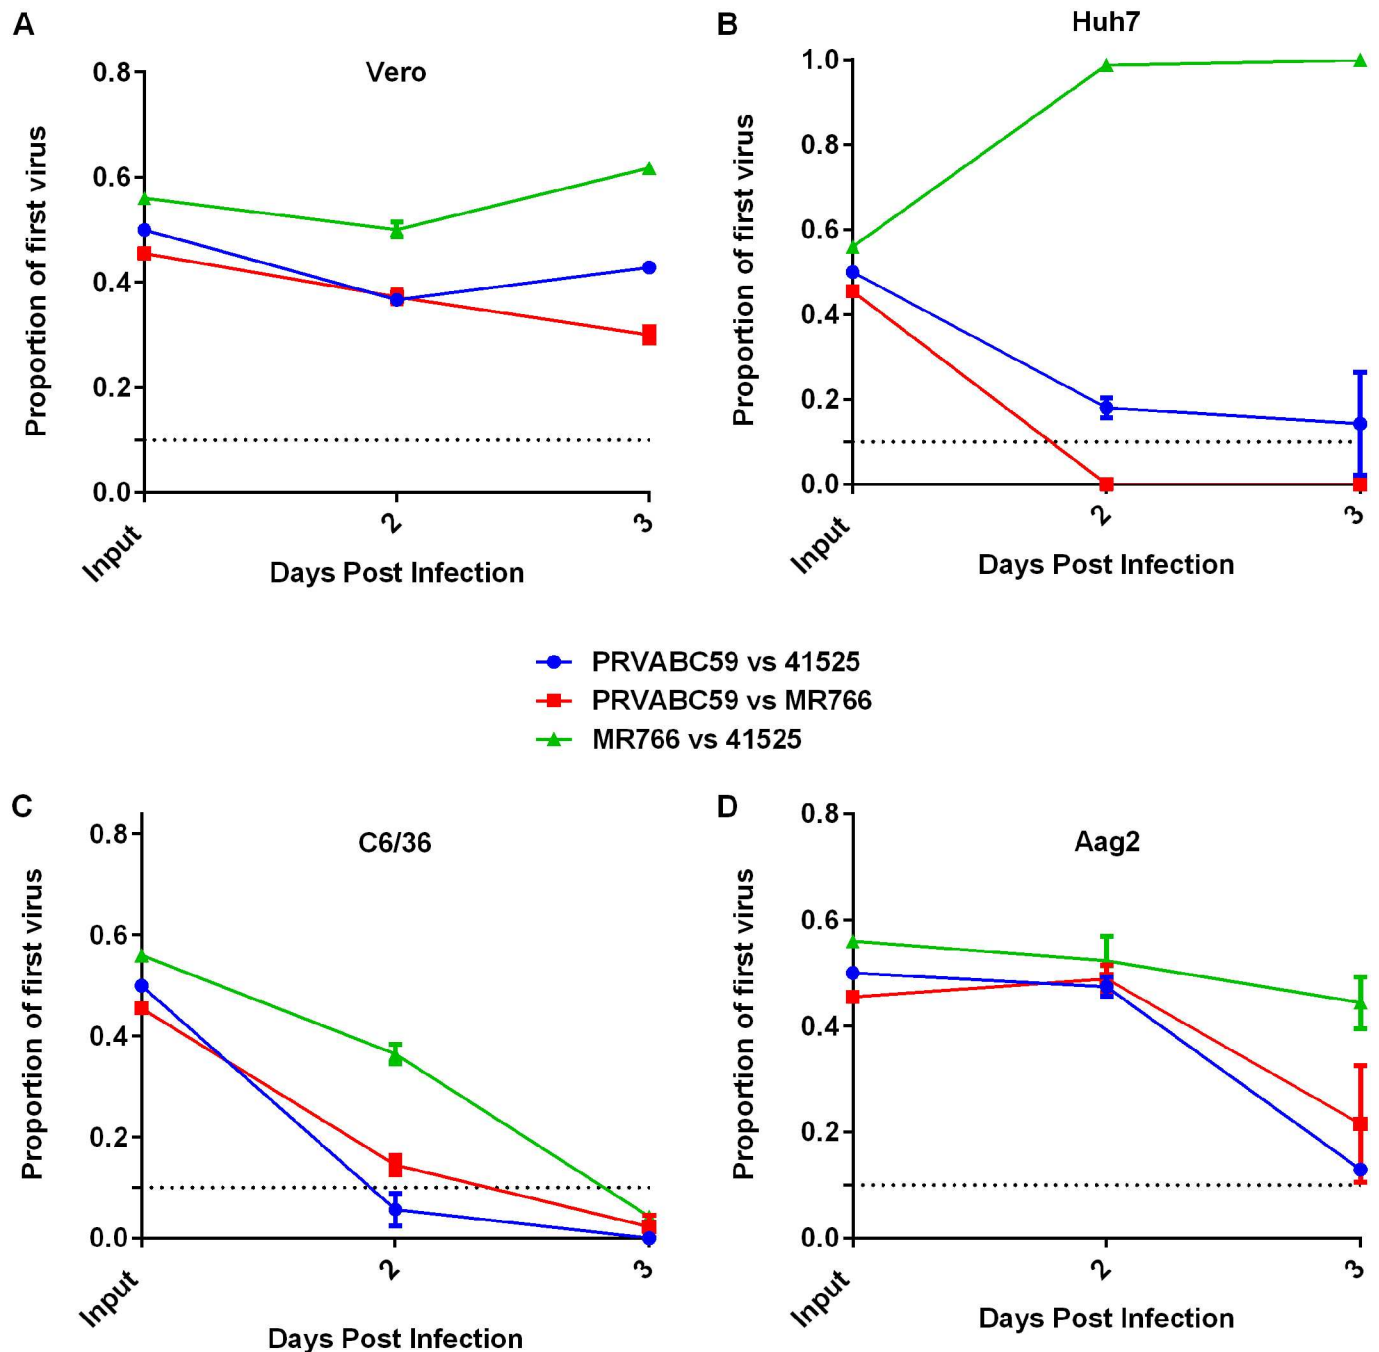 A
Vero
Proportion of first virus
0.8
0.6
0.4
0.2
0.0
Input
2
3
Days Post Infection
B
Huh7
Proportion of first virus
1.0
0.8
0.6
0.4
0.2
0.0
Input
2
3
Days Post Infection
PRVABC59 vs 41525
PRVABC59 vs MR766
MR766 vs 41525
C
C6/36
Proportion of first virus
0.8
0.6
0.4
0.2
0.0
Input
2
3
Days Post Infection
D
Aag2
Proportion of first virus
0.8
0.6
0.4
0.2
0.0
Input
2
3
Days Post Infection